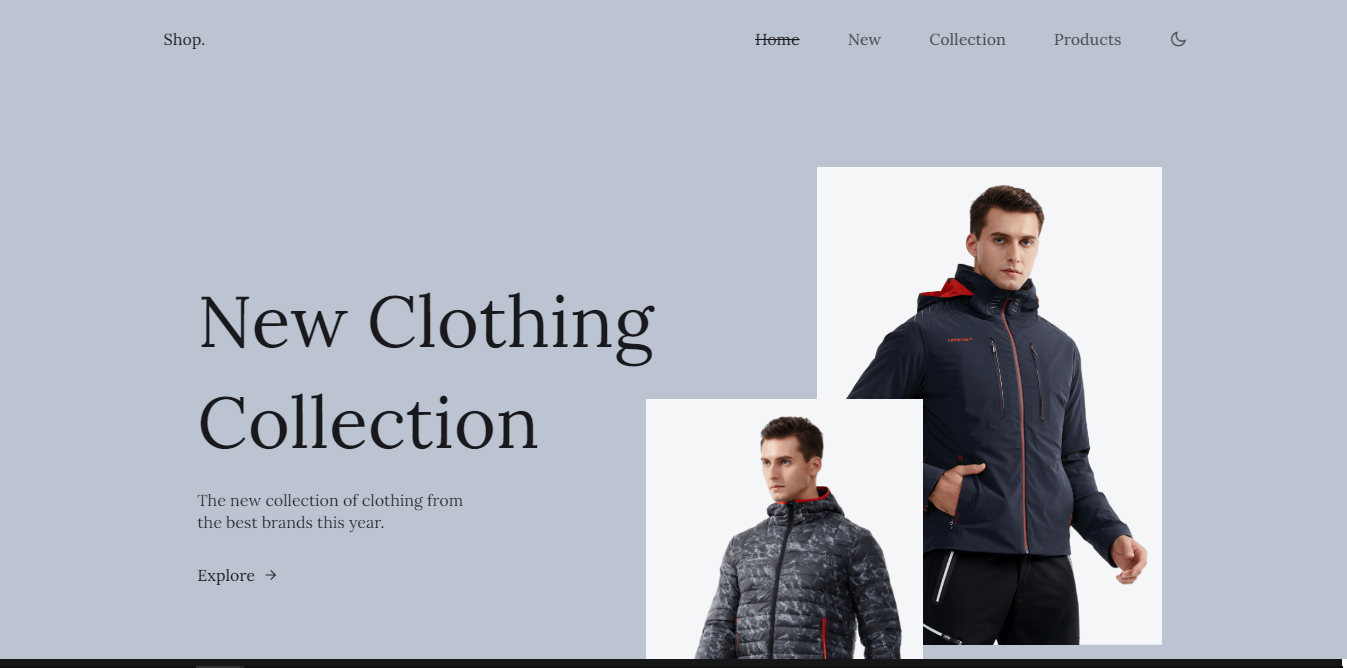 Shop.
Home
New
Collection
Products
New Clothing
Collection
The new collection of clothing from
the best brands this year.
Explore